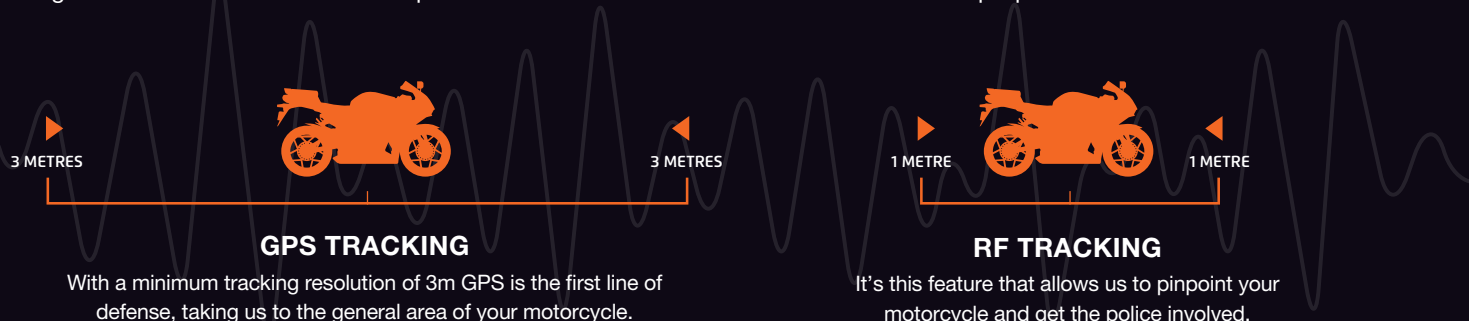 3 METRES 3 METRES
GPS TRACKING
With a minimum tracking resolution of 3m GPS is the first line of
defense, taking us to the general area of your motorcycle.
1 METRE 1 METRE
RF TRACKING
It's this feature that allows us to pinpoint your
motorcycle and get the police involved.